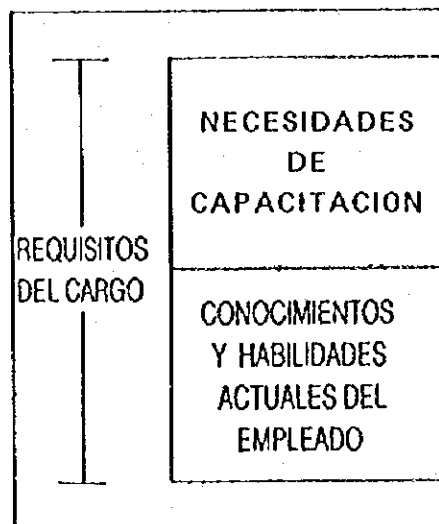 NECESIDADES
DE
CAPACITACION
REQUISITOS
DEL CARGO
CONOCIMIENTOS
Y HABILIDADES
ACTUALES DEL
EMPLEADO